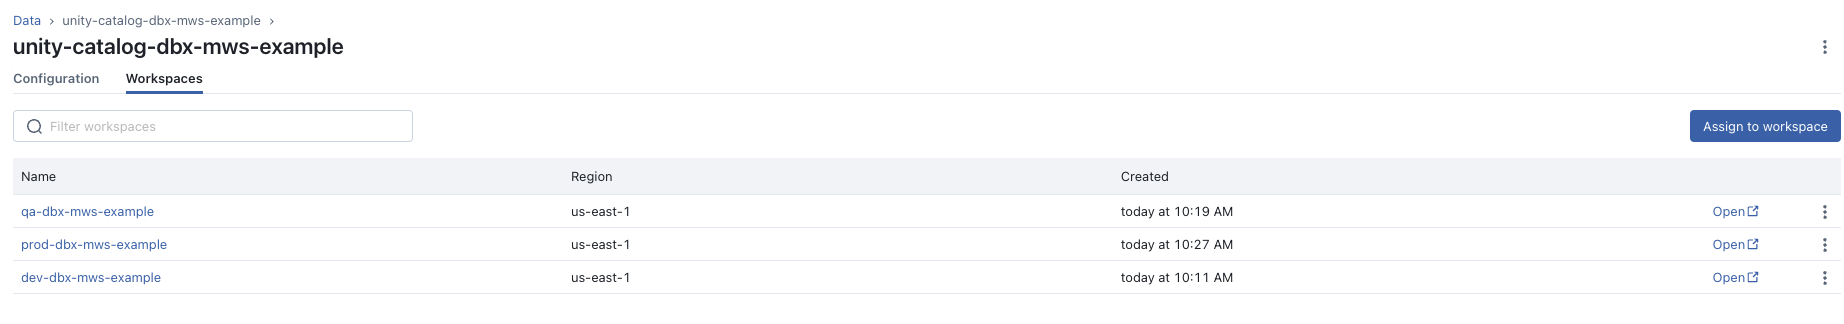 Data › unity-catalog-dbx-mws-example ›
unity-catalog-dbx-mws-example
Configuration Workspaces
Filter workspaces
Assign to workspace
Name Region Created
qa-dbx-mws-example us-east-1 today at 10:19 AM Open
prod-dbx-mws-example us-east-1 today at 10:27 AM Open
dev-dbx-mws-example us-east-1 today at 10:11 AM Open